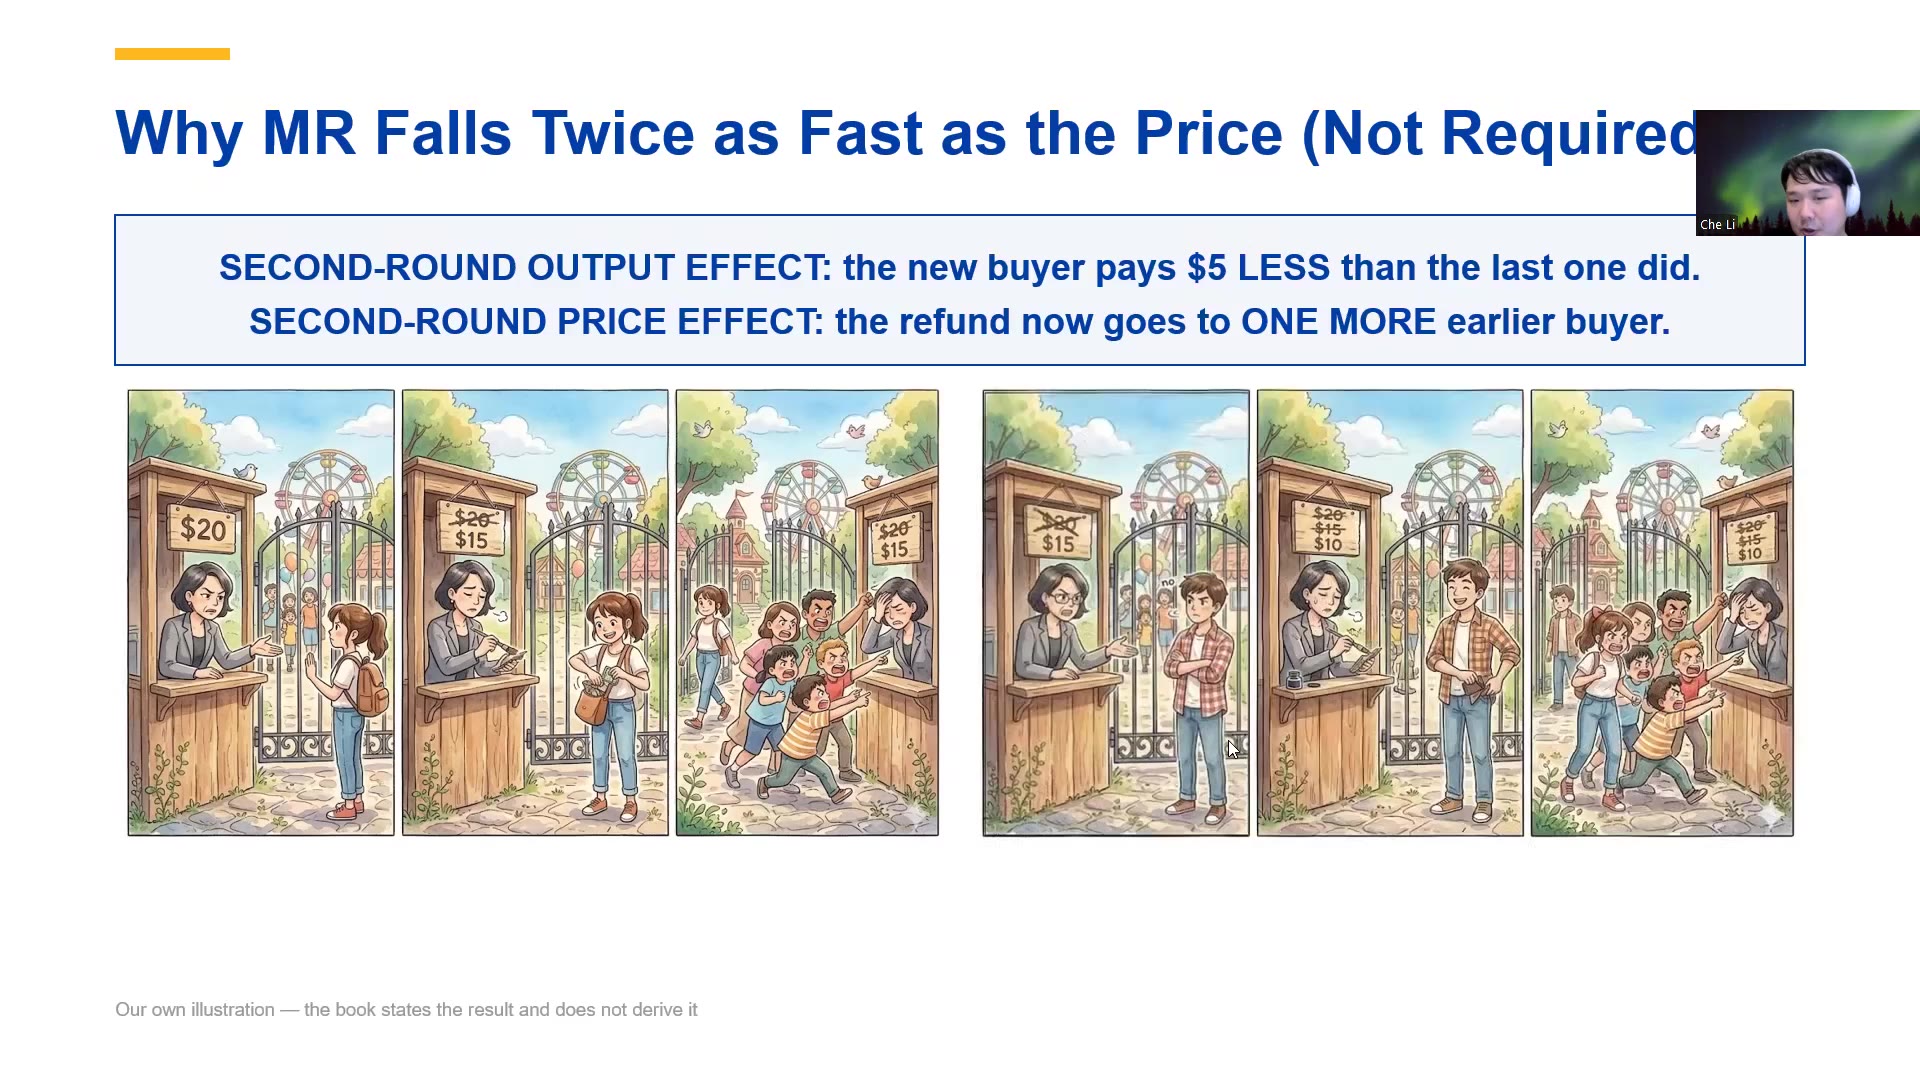 Why MR Falls Twice as Fast as the Price (Not Required
Che Li
SECOND-ROUND OUTPUT EFFECT: the new buyer pays $5 LESS than the last one did.
SECOND-ROUND PRICE EFFECT: the refund now goes to ONE MORE earlier buyer.
$20
$20
$15
$20
$15
$20
$15
no
$20
$15
$10
$20
$15
$10
Our own illustration — the book states the result and does not derive it